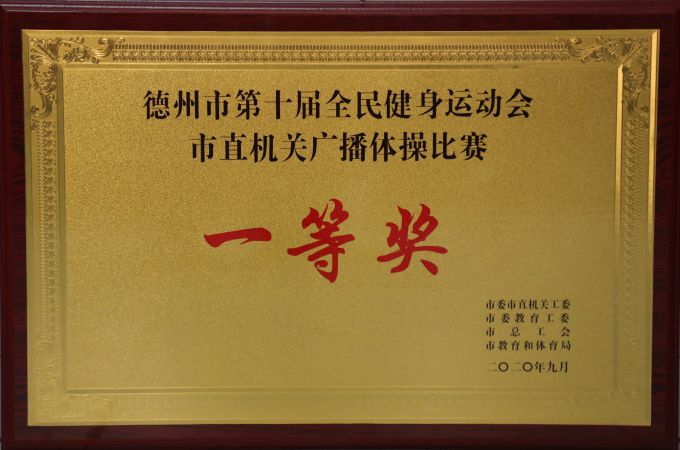 德州市第十届全民健身运动会
市直机关广播体操比赛
一等奖
市委市直机关工委
市委教育工委
市总工会
市教育和体育局
二〇二〇年九月